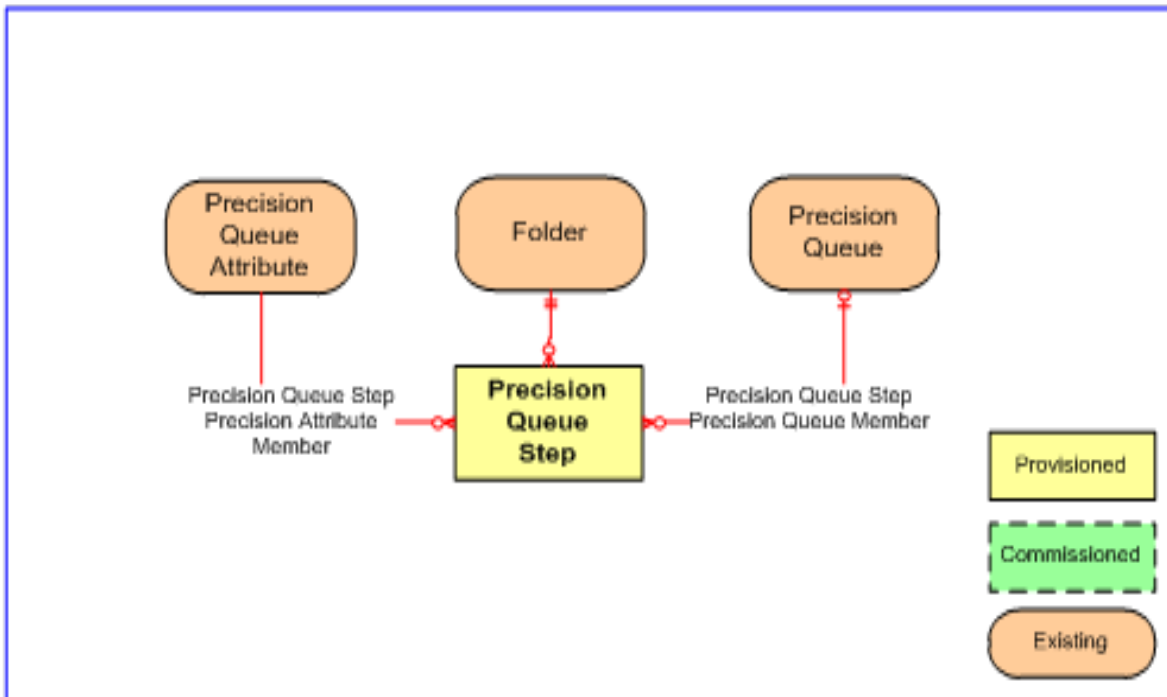 Precision
Queue
Attribute
Folder
Precision
Queue
Precision Queue Step
Precision Attribute
Member
Precision
Queue
Step
Precision Queue Step
Precision Queue Member
Provisioned
Commissioned
Existing